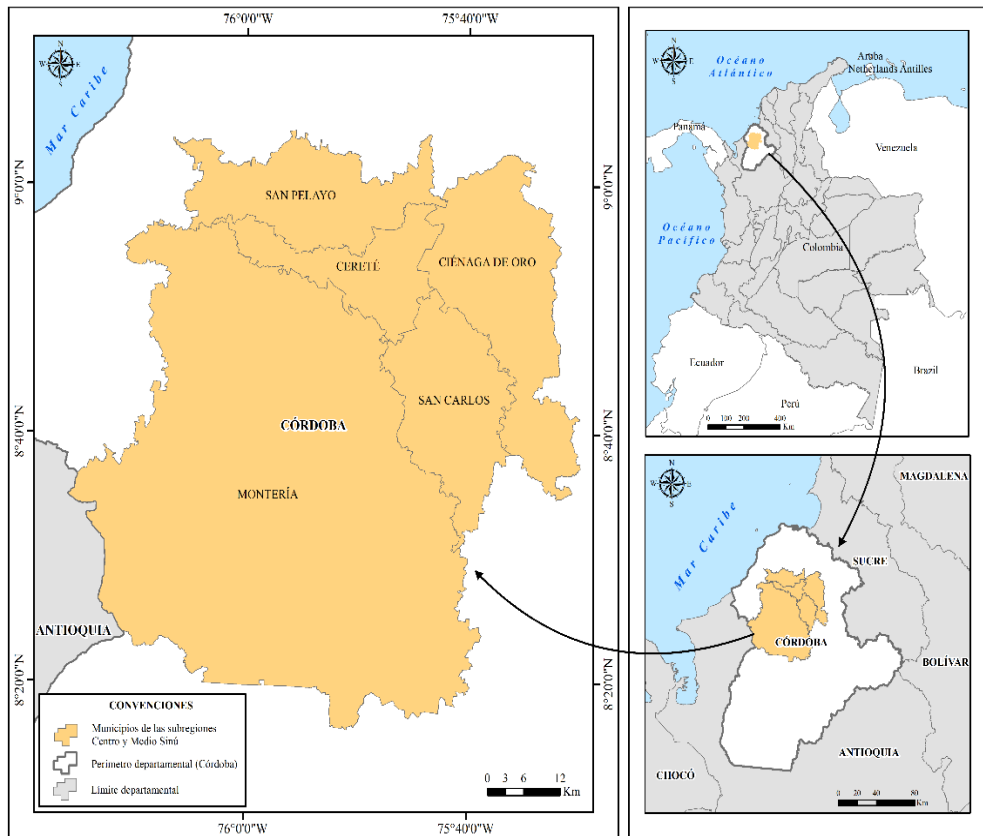 76°0'0"W
75°40'0"W
N
W
E
S
Mar Caribe
9°0'0"N
9°0'0"N
SAN PELAYO
CERETÉ
CIÉNAGA DE ORO
SAN CARLOS
CÓRDOBA
8°40'0"N
8°40'0"N
MONTERÍA
ANTIOQUIA
8°20'0"N
8°20'0"N
CONVENCIONES
Municipios de las subregiones
Centro y Medio Sinú
Perímetro departamental (Córdoba)
Límite departamental
0 3 6 12
Km
76°0'0"W
75°40'0"W
N
W
E
S
Océano
Atlántico
Aruba
Netherlands Antilles
Panamá
Venezuela
Océano
Pacífico
Colombia
Ecuador
Brazil
Perú
0 100 200 400
Km
N
W
E
S
MAGDALENA
Mar Caribe
SUCRE
CÓRDOBA
BOLÍVAR
ANTIOQUIA
CHOCÓ
0 20 40 80
Km